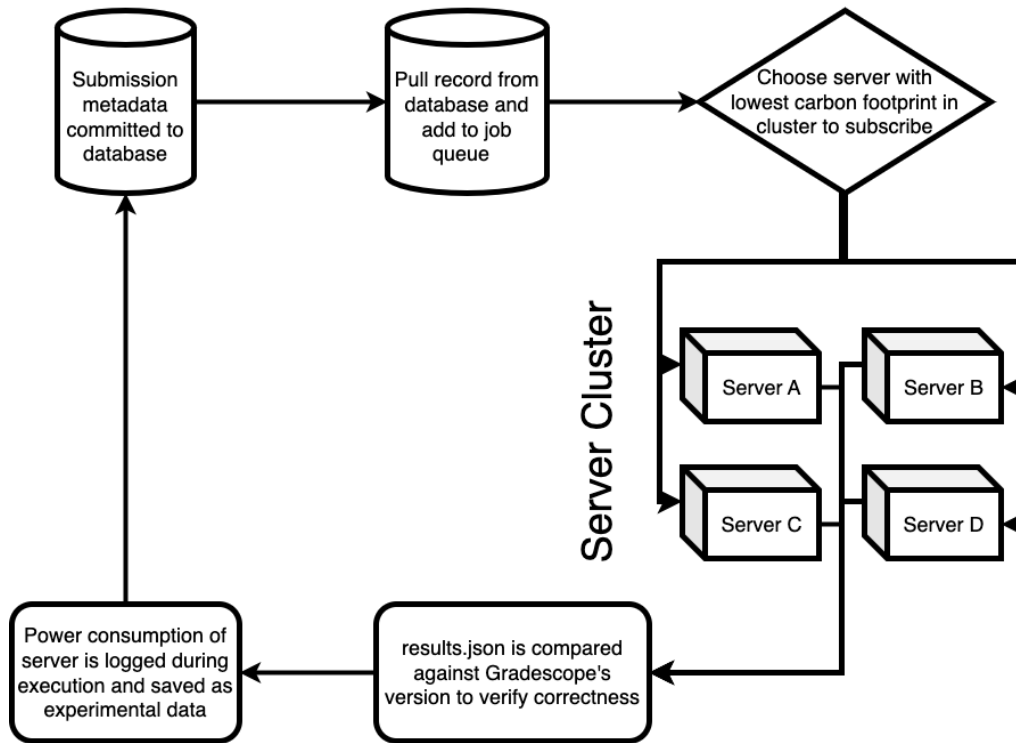 Submission
metadata
committed to
database
Pull record from
database and
add to job
queue
Choose server with
lowest carbon footprint in
cluster to subscribe
Server Cluster
Server A
Server B
Server C
Server D
Power consumption of
server is logged during
execution and saved as
experimental data
results.json is compared
against Gradescope's
version to verify correctness